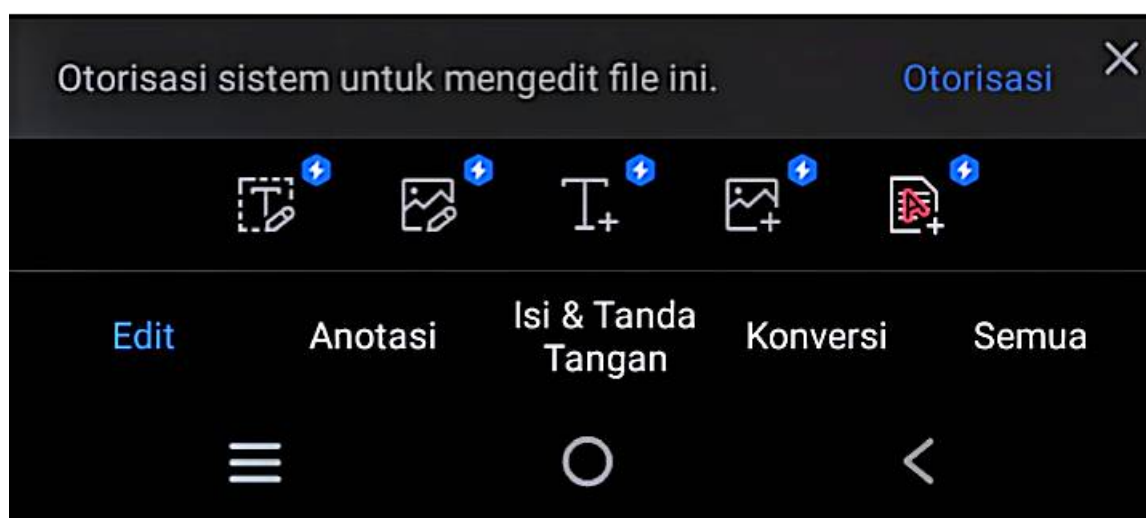 Otorisasi sistem untuk mengedit file ini. Otorisasi
Edit Anotasi Isi & Tanda Tangan Konversi Semua